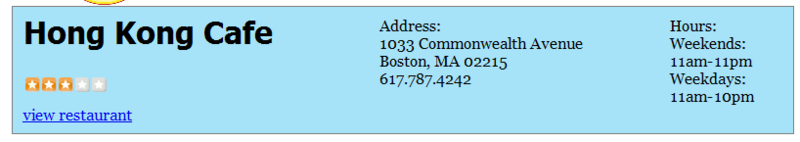 Hong Kong Cafe
view restaurant
Address:
1033 Commonwealth Avenue
Boston, MA 02215
617.787.4242
Hours:
Weekends:
11am-11pm
Weekdays:
11am-10pm